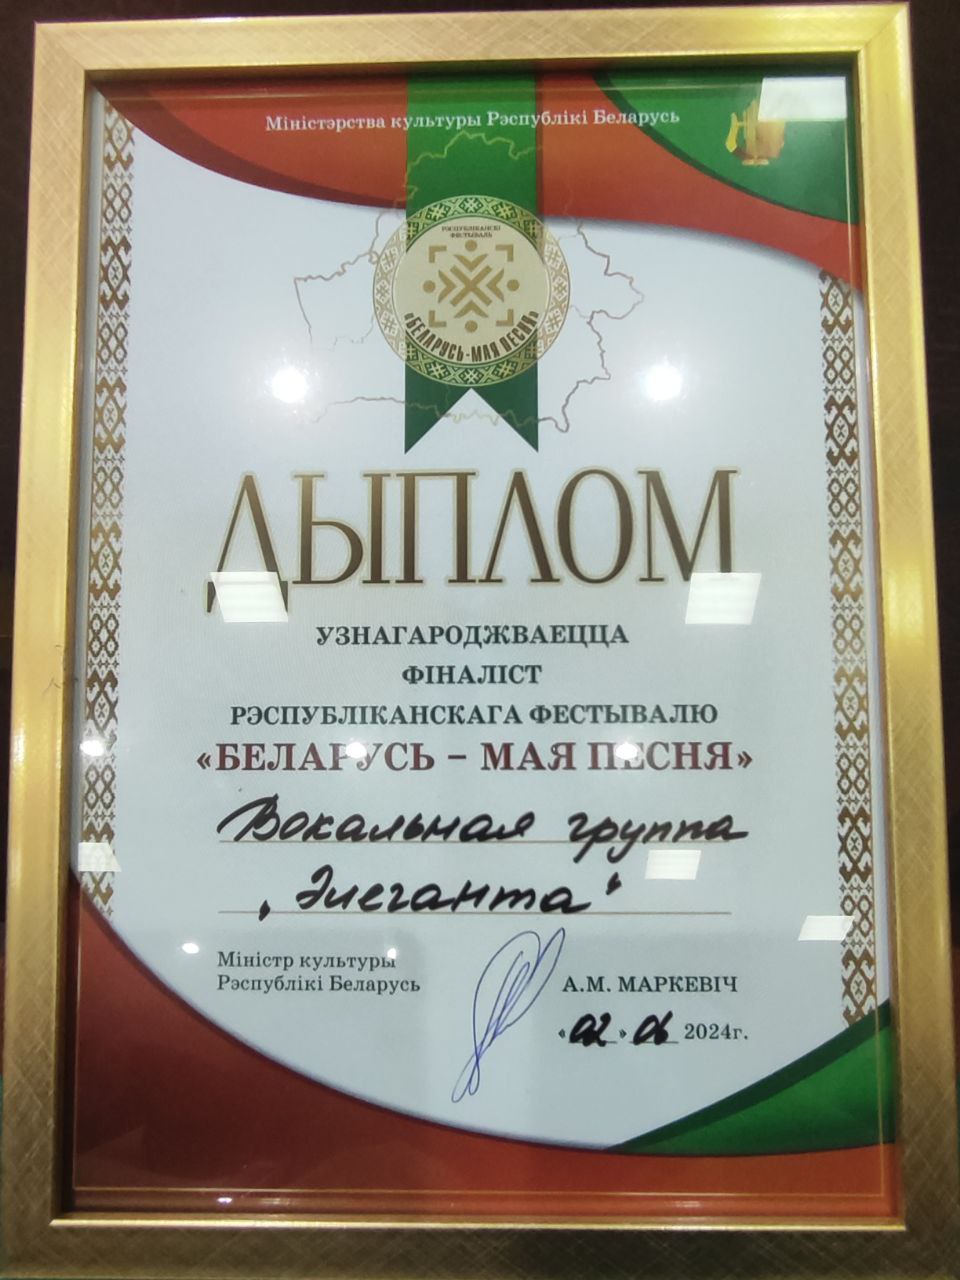 Міністэрства культуры Рэспублікі Беларусь
РЭСПУБЛІКАНСКІ
ФЕСТЫВАЛЬ
«БЕЛАРУСЬ - МАЯ ПЕСНЯ»
ДЫПЛОМ
УЗНАГАРОДЖВАЕЦЦА
ФІНАЛІСТ
РЭСПУБЛІКАНСКАГА ФЕСТЫВАЛЮ
«БЕЛАРУСЬ – МАЯ ПЕСНЯ»
Вокальная группа
„Элеганта“
Міністр культуры
Рэспублікі Беларусь
А.М. МАРКЕВІЧ
«02» 06 2024г.